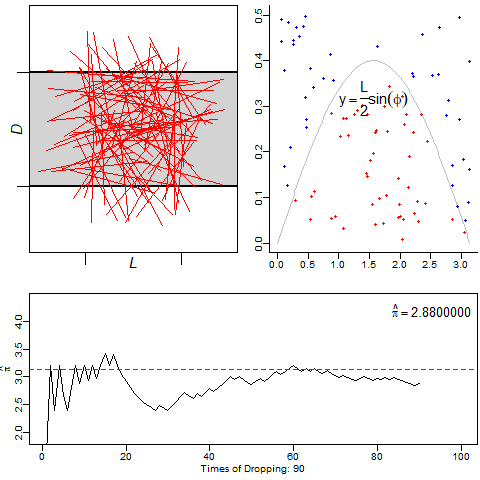 D
L
0.0 0.1 0.2 0.3 0.4 0.5
y = L/2 sin(ϕ)
0.0 0.5 1.0 1.5 2.0 2.5 3.0
π̂ = 2.8800000
π̂
2.0 2.5 3.0 3.5 4.0
0 20 40 60 80 100
Times of Dropping: 90